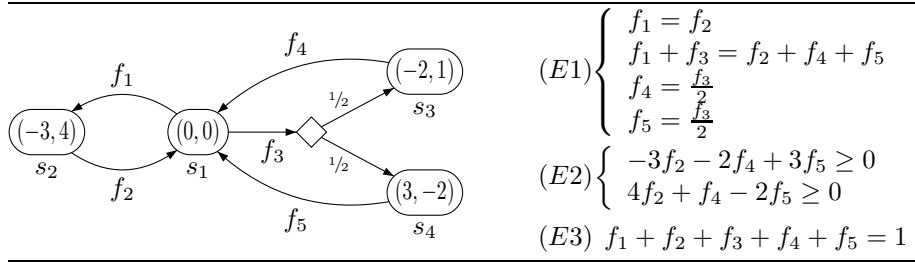 f₁
f₂
f₃
f₄
f₅
(−3, 4)
s₂
(0,0)
s₁
1/2
1/2
(−2, 1)
s₃
(3, −2)
s₄
(E1) { f₁ = f₂
f₁ + f₃ = f₂ + f₄ + f₅
f₄ = f₃/2
f₅ = f₃/2
(E2) { −3f₂ − 2f₄ + 3f₅ ≥ 0
4f₂ + f₄ − 2f₅ ≥ 0
(E3) f₁ + f₂ + f₃ + f₄ + f₅ = 1